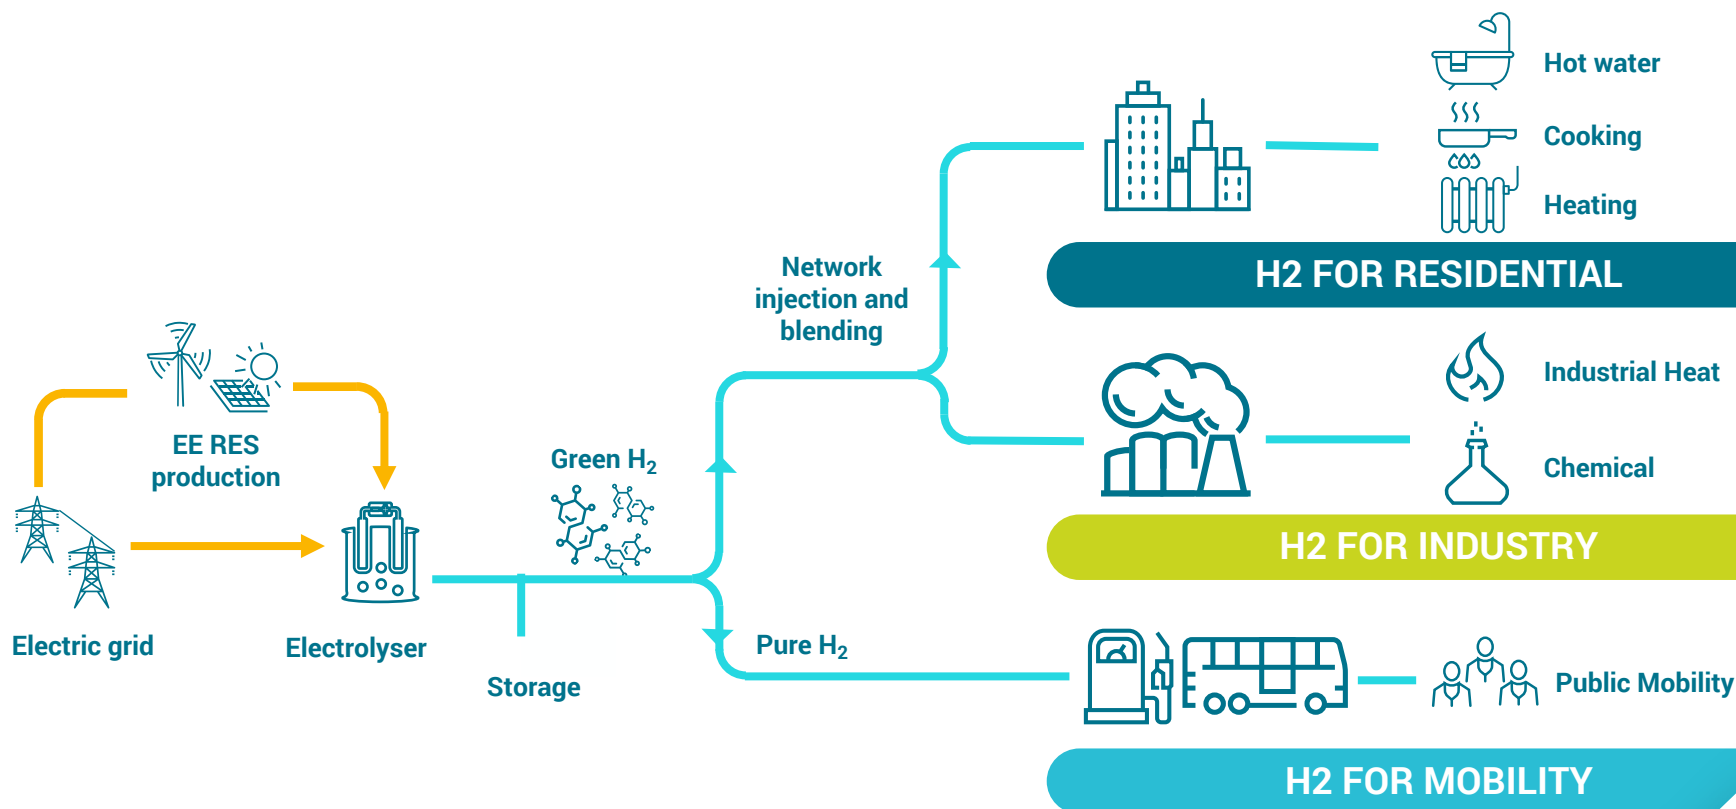 Hot water
Cooking
Heating
H2 FOR RESIDENTIAL
Network
injection and
blending
Industrial Heat
Chemical
H2 FOR INDUSTRY
EE RES
production
Green H₂
Electric grid
Electrolyser
Storage
Pure H₂
Public Mobility
H2 FOR MOBILITY